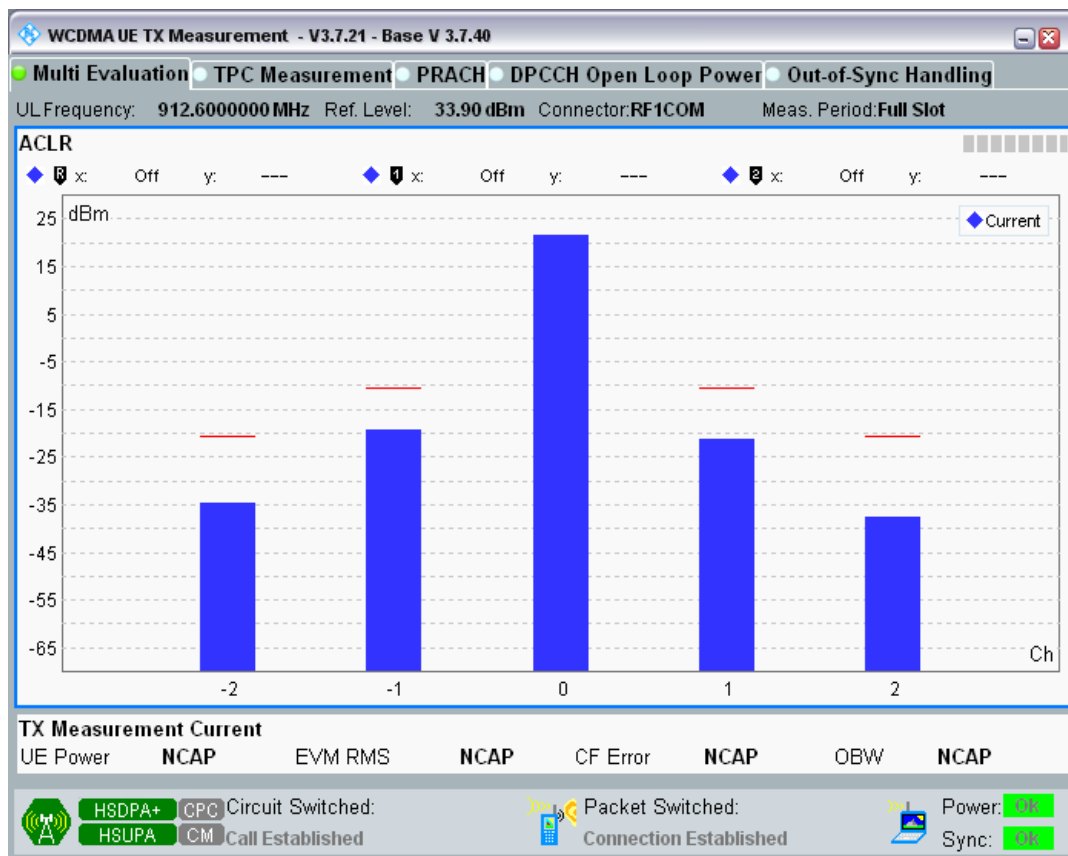 WCDMA UE TX Measurement - V3.7.21 - Base V 3.7.40
Multi Evaluation TPC Measurement PRACH DPCCH Open Loop Power Out-of-Sync Handling
UL Frequency: 912.6000000 MHz Ref. Level: 33.90 dBm Connector:RF1COM Meas. Period:Full Slot
ACLR
R x: Off y: --- 1 x: Off y: --- 2 x: Off y: ---
dBm
Current
25
15
5
-5
-15
-25
-35
-45
-55
-65
Ch
-2 -1 0 1 2
TX Measurement Current
UE Power NCAP EVM RMS NCAP CF Error NCAP OBW NCAP
HSDPA+ CPC Circuit Switched: Packet Switched: Power: OK
HSUPA CM Call Established Connection Established Sync: OK